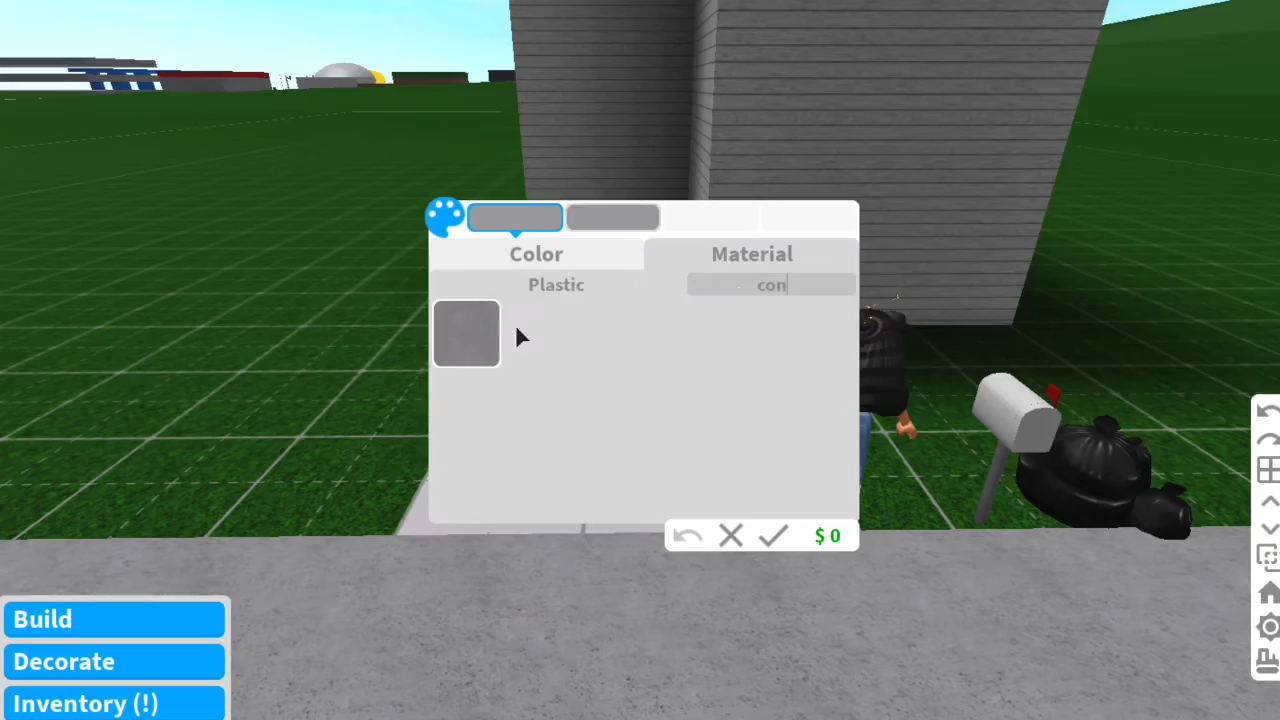 Color
Material
Plastic
con
$ 0
Build
Decorate
Inventory (!)